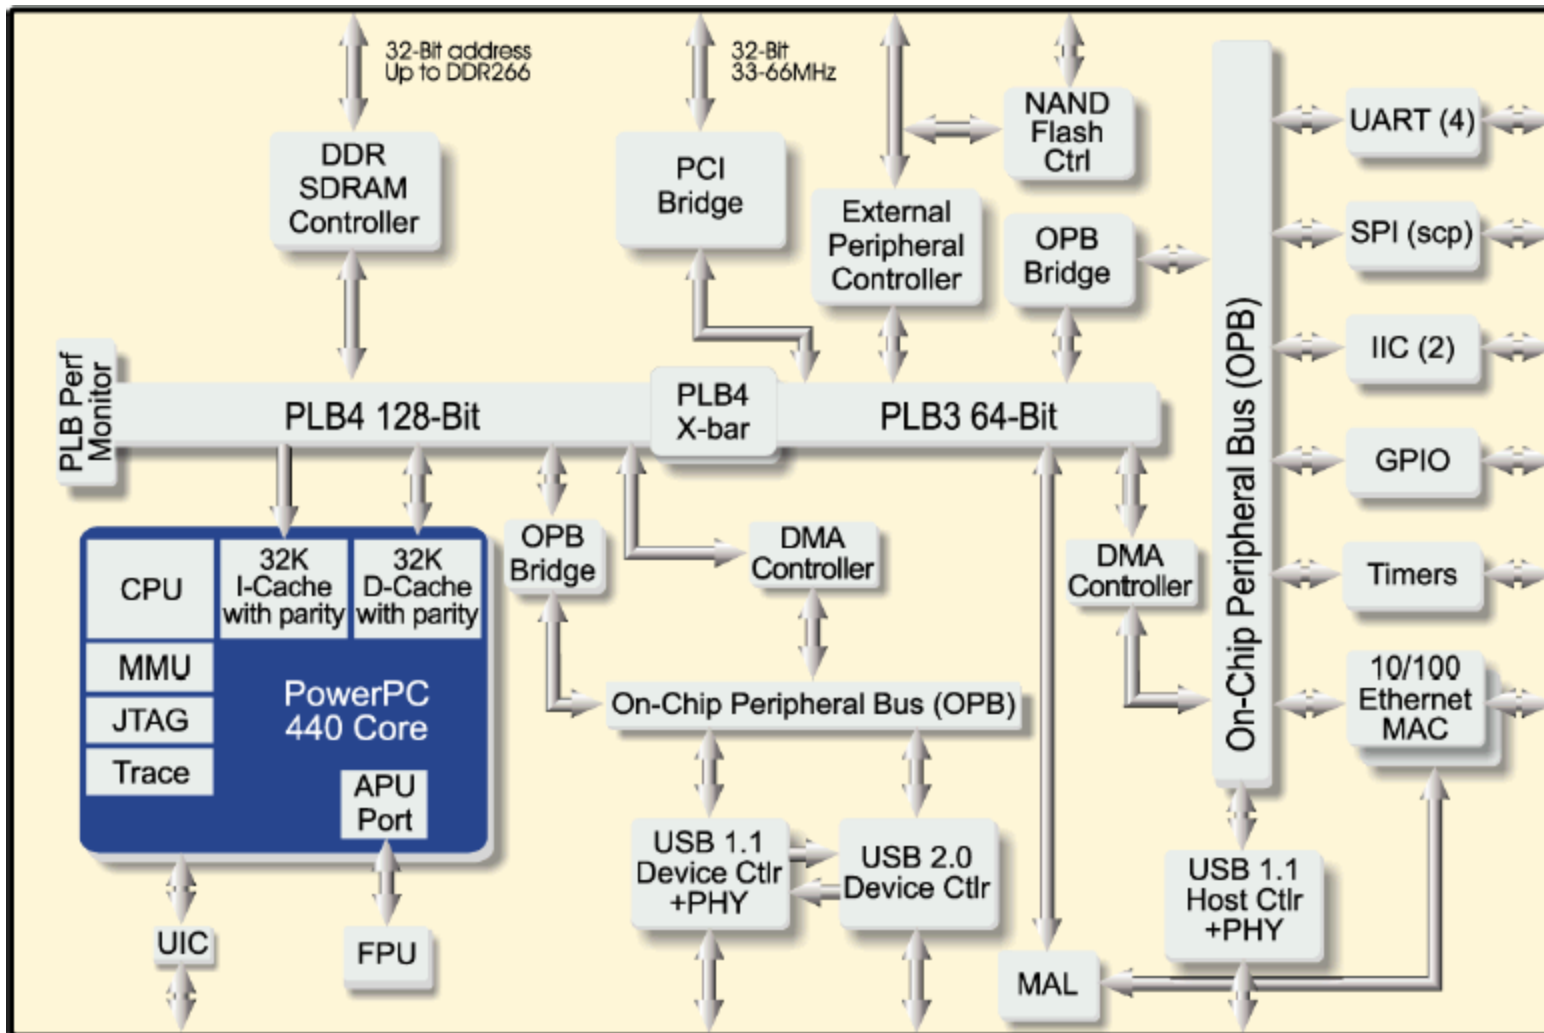 32-Bit address
Up to DDR266
32-Bit
33-66MHz
NAND
Flash
Ctrl
UART (4)
DDR
SDRAM
Controller
PCI
Bridge
External
Peripheral
Controller
OPB
Bridge
SPI (scp)
On-Chip Peripheral Bus (OPB)
IIC (2)
PLB Perf
Monitor
PLB4 128-Bit
PLB4
X-bar
PLB3 64-Bit
GPIO
CPU
32K
I-Cache
with parity
32K
D-Cache
with parity
OPB
Bridge
DMA
Controller
DMA
Controller
Timers
MMU
JTAG
Trace
PowerPC
440 Core
APU
Port
On-Chip Peripheral Bus (OPB)
10/100
Ethernet
MAC
USB 1.1
Device Ctlr
+PHY
USB 2.0
Device Ctlr
USB 1.1
Host Ctlr
+PHY
UIC
FPU
MAL